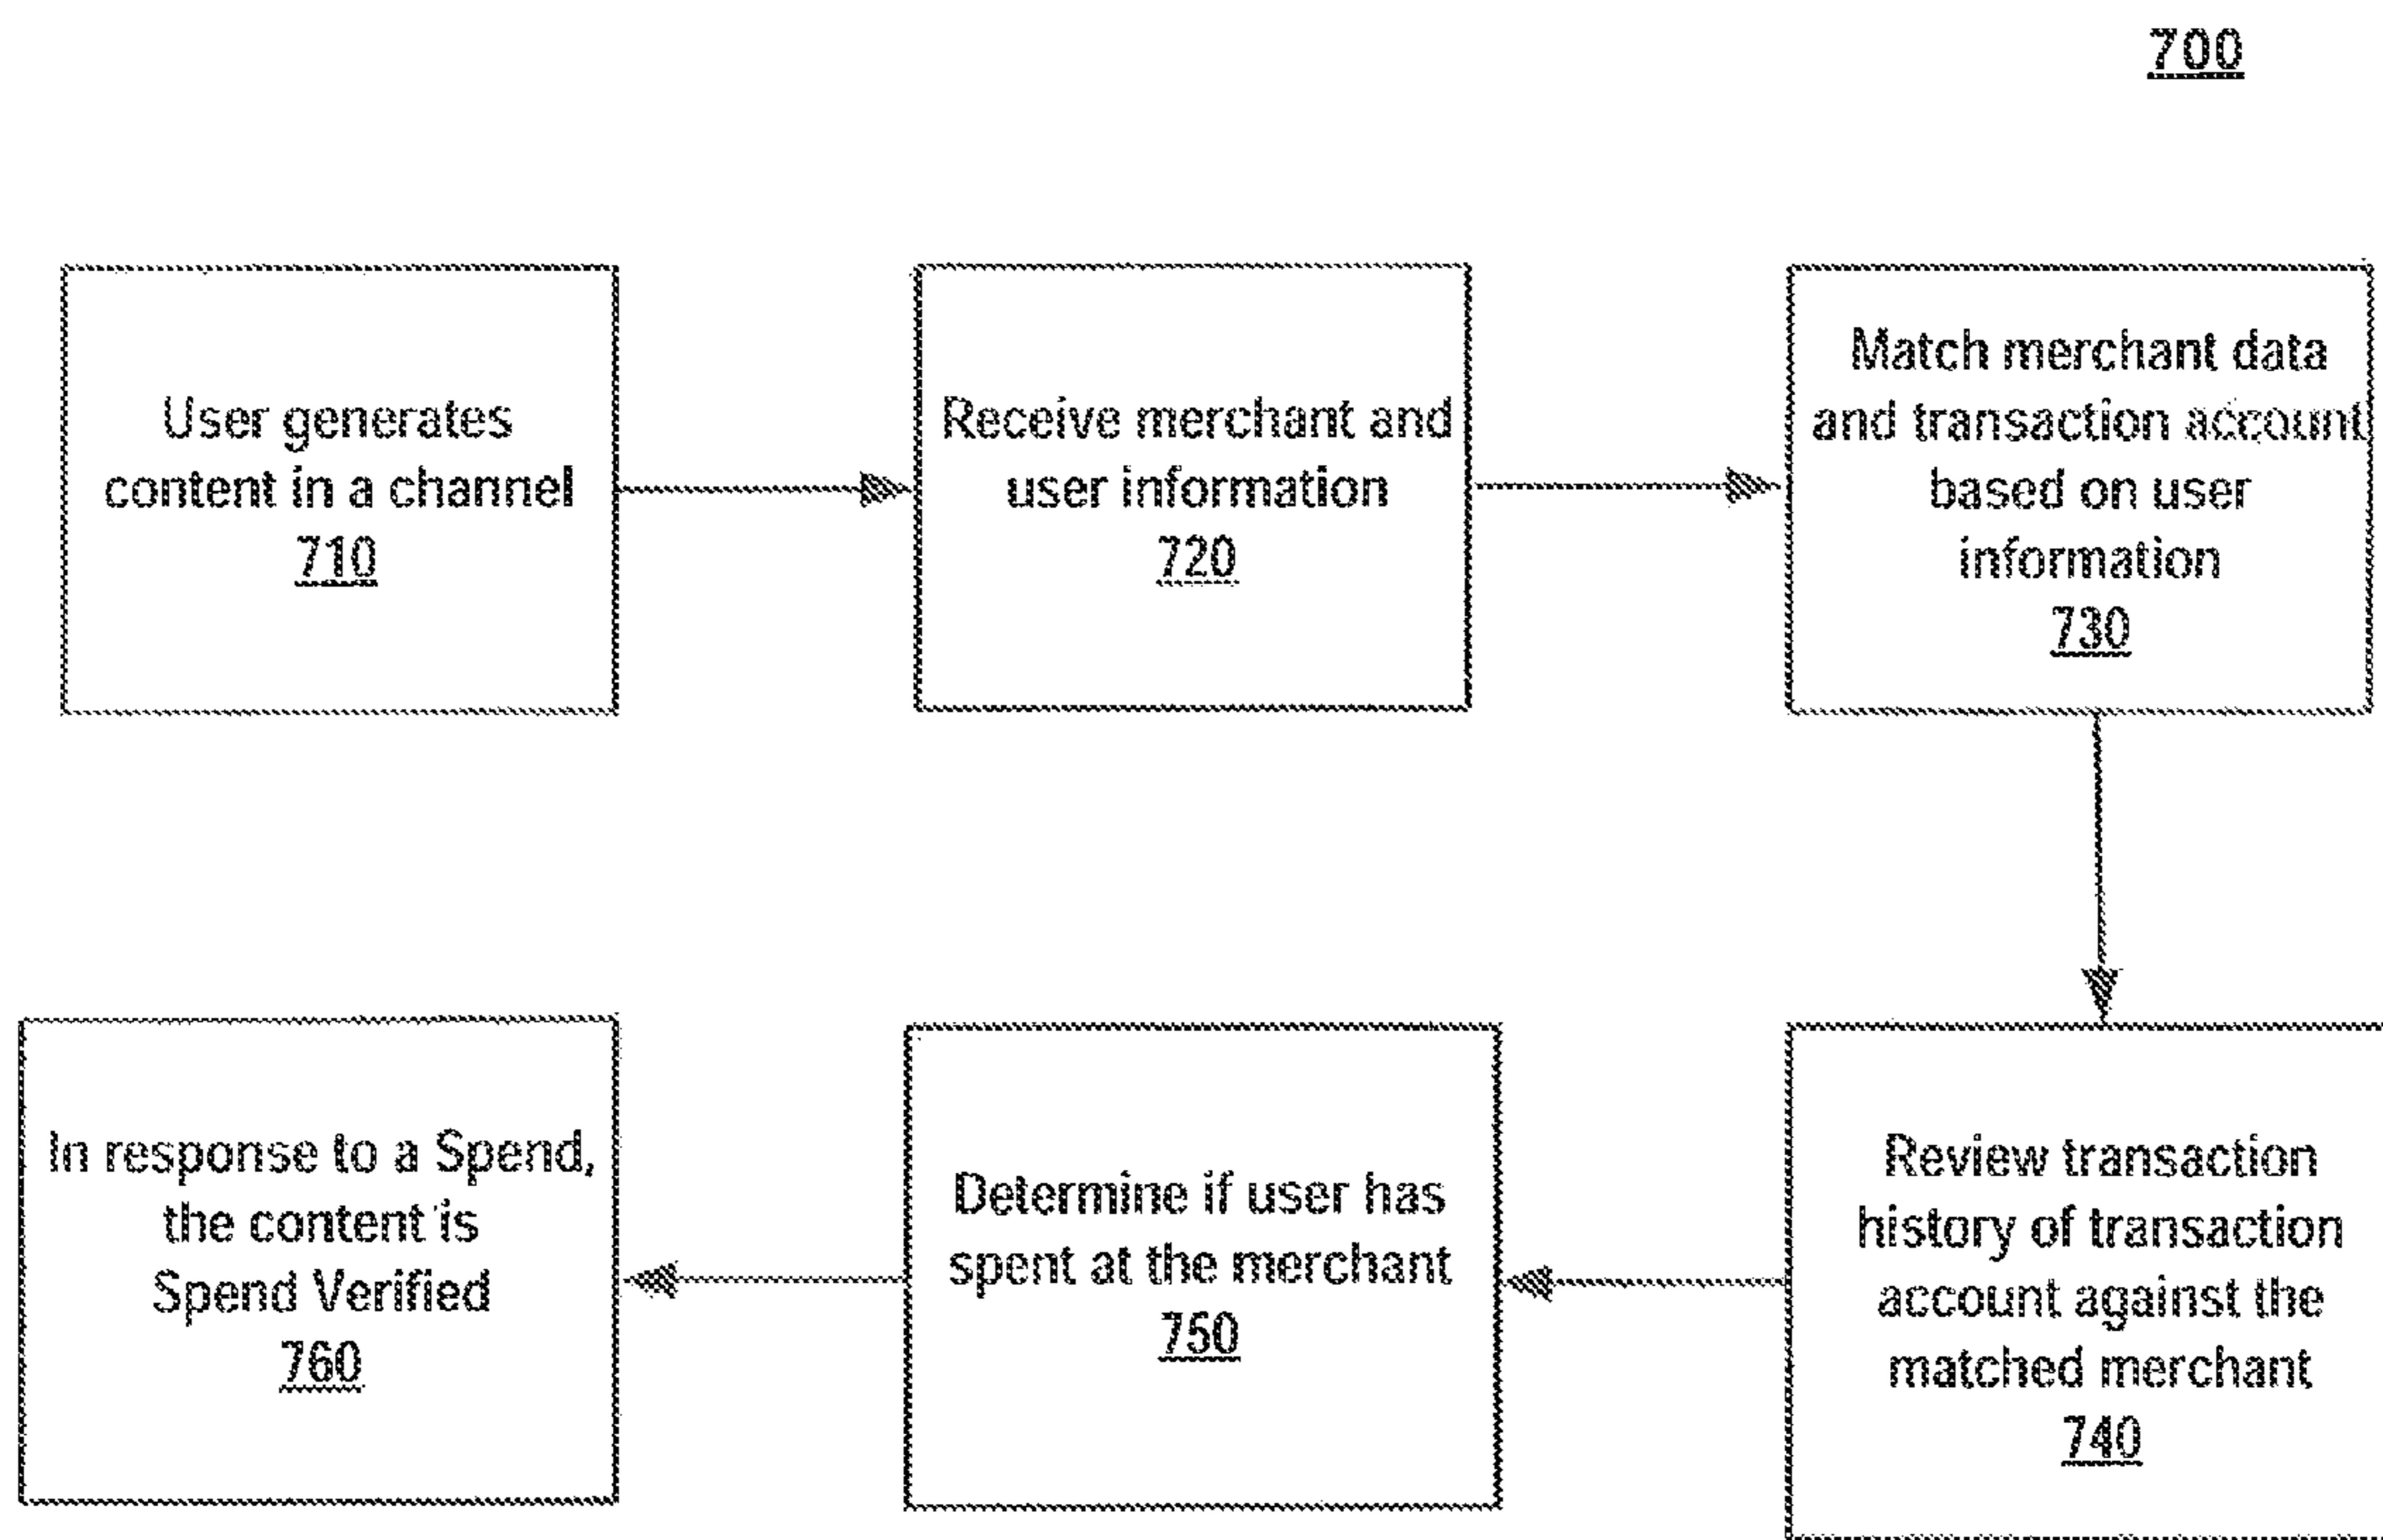 700
User generates
content in a channel
710
Receive merchant and
user information
720
Match merchant data
and transaction account
based on user
information
730
Review transaction
history of transaction
account against the
matched merchant
740
Determine if user has
spent at the merchant
750
In response to a Spend,
the content is
Spend Verified
760